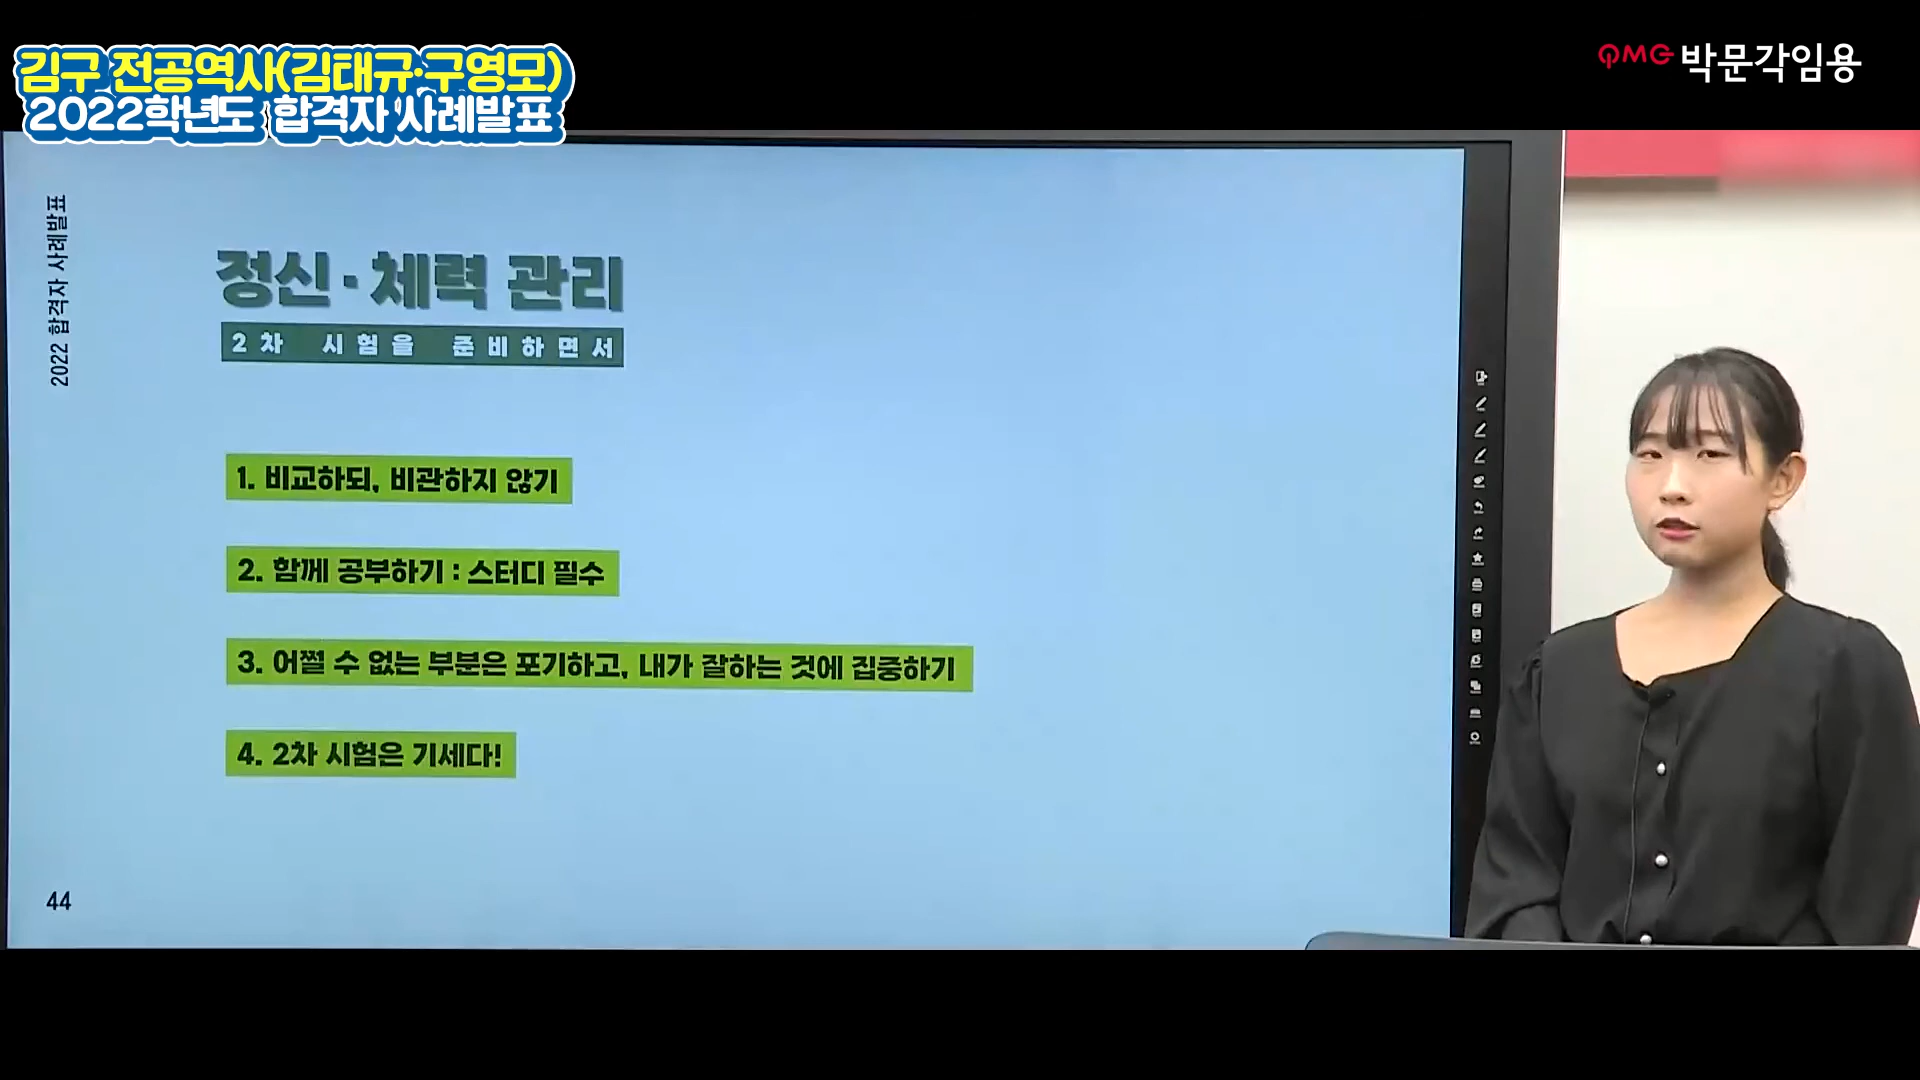 김구 전공역사(김태규·구영모)
2022학년도 합격자 사례발표
PMG 박문각임용
2022 합격자 사례발표
정신·체력 관리
2차 시험을 준비하면서
1. 비교하되, 비관하지 않기
2. 함께 공부하기 : 스터디 필수
3. 어쩔 수 없는 부분은 포기하고, 내가 잘하는 것에 집중하기
4. 2차 시험은 기세다!
44